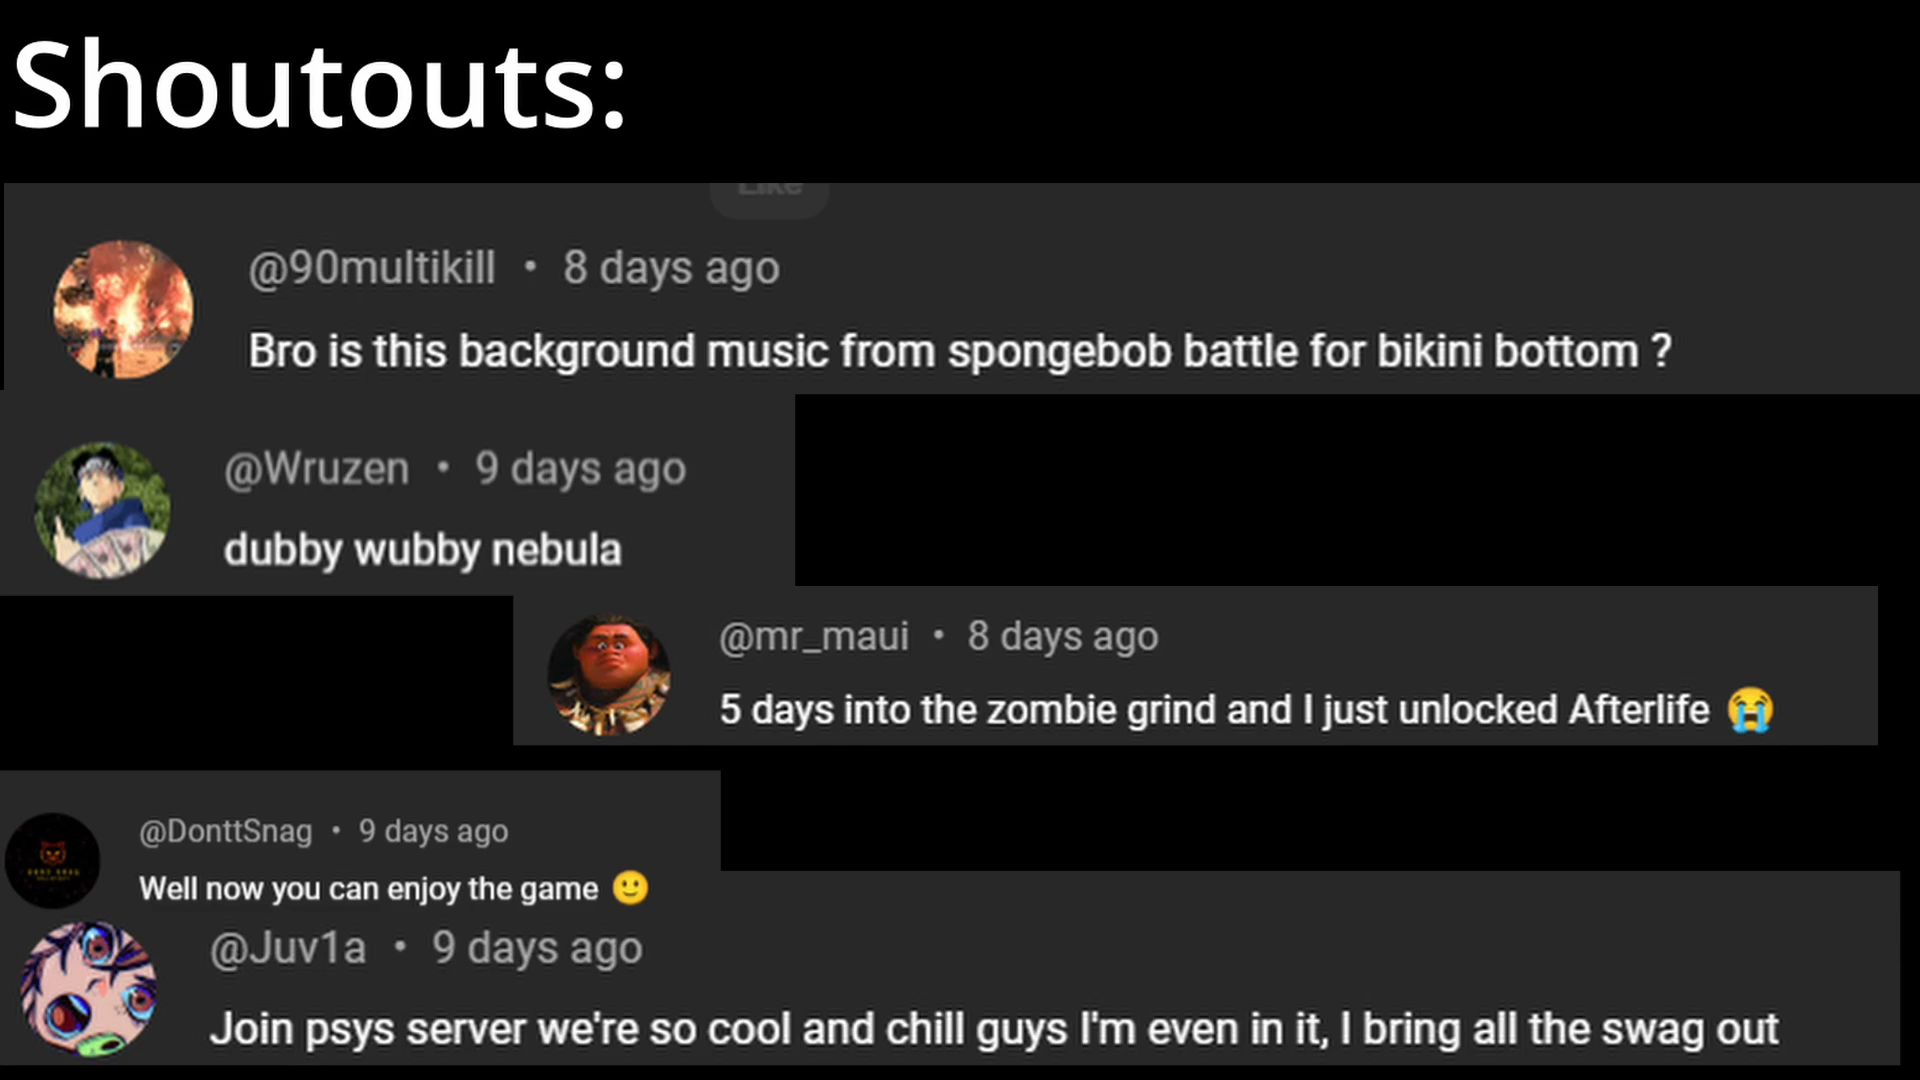 Shoutouts:
Like
@90multikill • 8 days ago
Bro is this background music from spongebob battle for bikini bottom ?
@Wruzen • 9 days ago
dubby wubby nebula
@mr_maui • 8 days ago
5 days into the zombie grind and I just unlocked Afterlife 😭
@DonttSnag • 9 days ago
Well now you can enjoy the game 🙂
@Juv1a • 9 days ago
Join psys server we're so cool and chill guys I'm even in it, I bring all the swag out